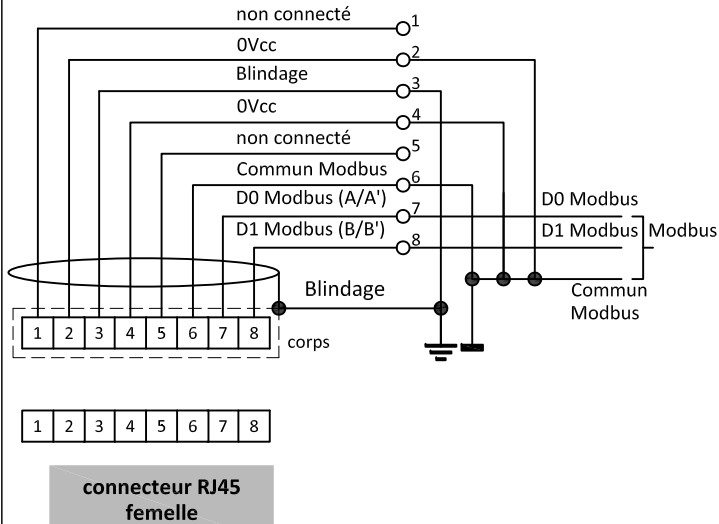 non connecté 1
0Vcc 2
Blindage 3
0Vcc 4
non connecté 5
Commun Modbus 6
D0 Modbus (A/A') 7 D0 Modbus
D1 Modbus (B/B') 8 D1 Modbus Modbus
Blindage
Commun
Modbus
1 2 3 4 5 6 7 8
corps
1 2 3 4 5 6 7 8
connecteur RJ45
femelle